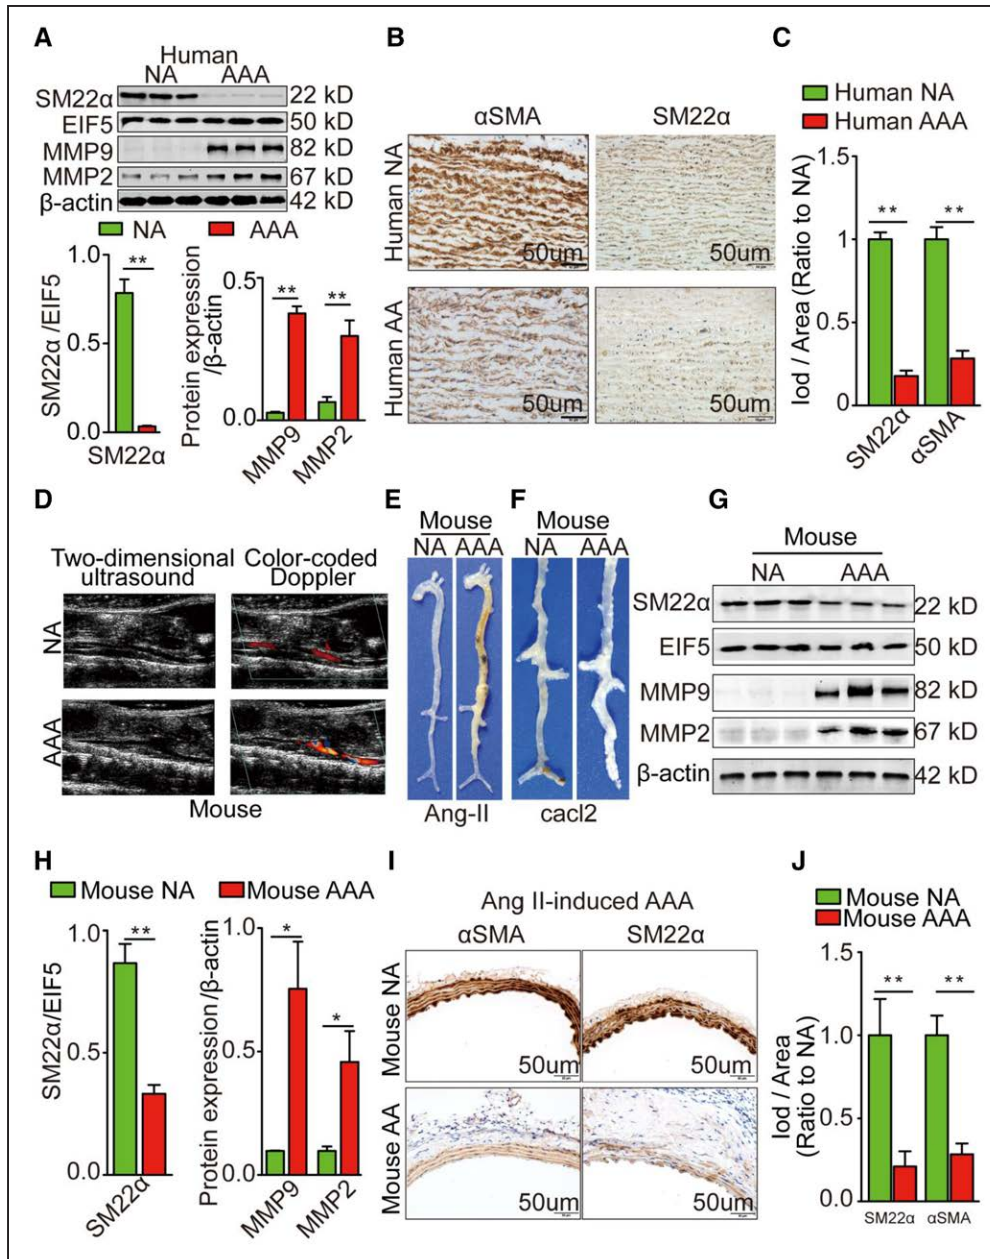 A
Human
NA AAA
SM22α 22 kD
EIF5 50 kD
MMP9 82 kD
MMP2 67 kD
β-actin 42 kD
NA AAA
1.0
0.5
0.0
SM22α /EIF5
**
SM22α
Protein expression
/β-actin
0.5
0.0
** **
MMP9 MMP2
B
αSMA SM22α
Human NA
50um 50um
Human AA
50um 50um
C
Human NA
Human AAA
Iod / Area (Ratio to NA)
1.5
1
0.5
0
** **
SM22α αSMA
D
Two-dimensional
ultrasound
Color-coded
Doppler
NA
AAA
Mouse
E
Mouse
NA AAA
Ang-II
F
Mouse
NA AAA
cacl2
G
Mouse
NA AAA
SM22α 22 kD
EIF5 50 kD
MMP9 82 kD
MMP2 67 kD
β-actin 42 kD
H
Mouse NA Mouse AAA
SM22α/EIF5
1.0
0.5
0.0
**
SM22α
Protein expression /β-actin
1.0
0.5
0.0
* *
MMP9 MMP2
I
Ang II-induced AAA
αSMA SM22α
Mouse NA
50um 50um
Mouse AA
50um 50um
J
Mouse NA
Mouse AAA
Iod / Area
(Ratio to NA)
1.5
1.0
0.5
0.0
** **
SM22α αSMA